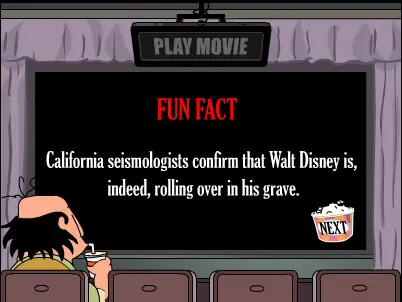 PLAY MOVIE
FUN FACT
California seismologists confirm that Walt Disney is,
indeed, rolling over in his grave.
NEXT